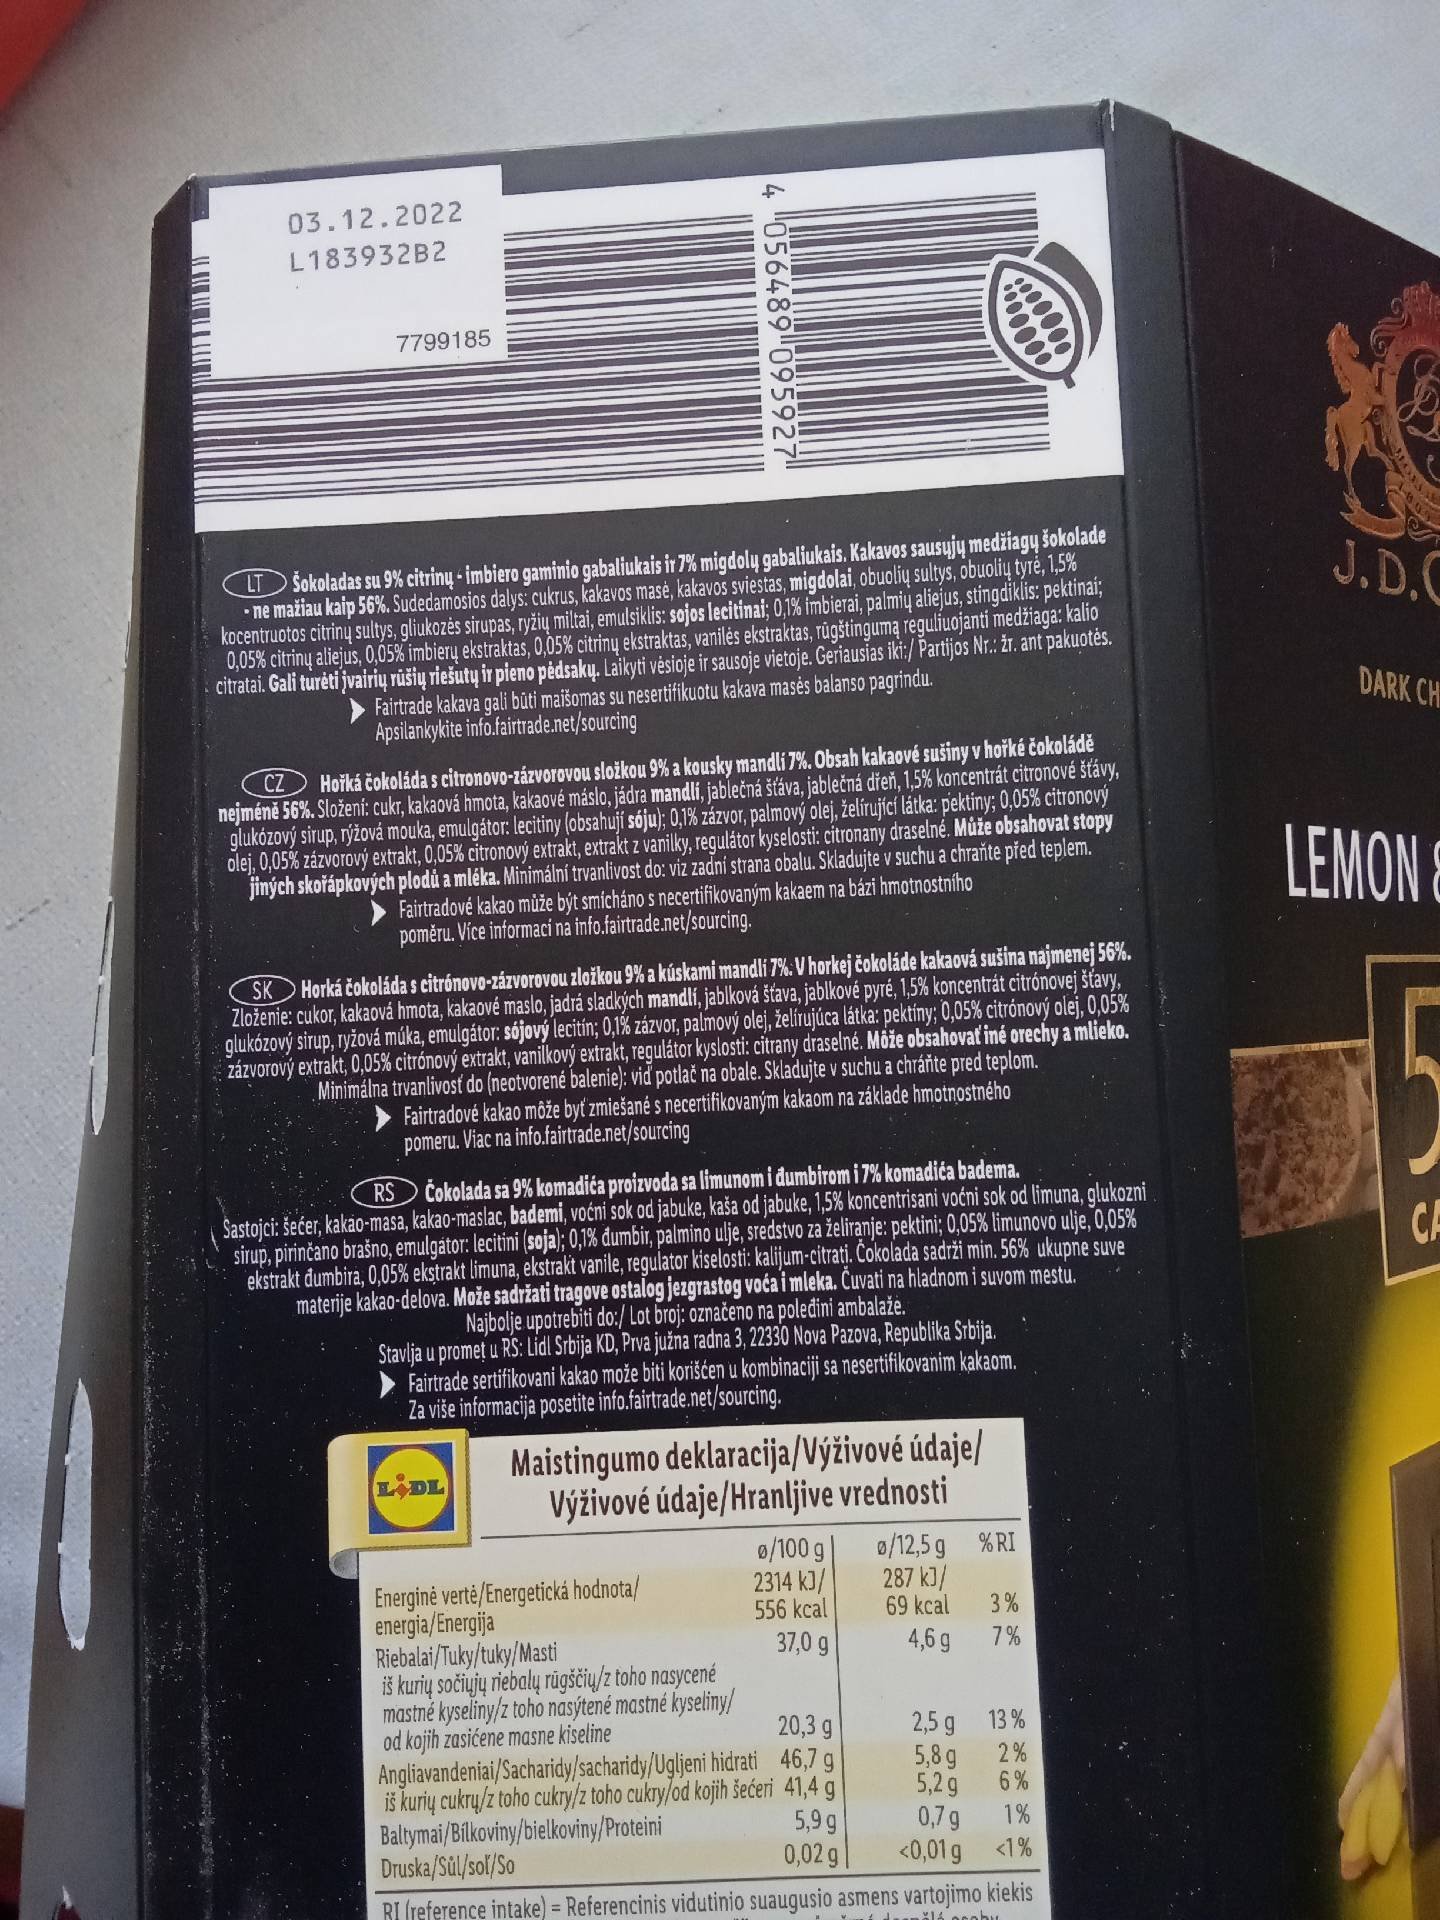 03.12.2022
L183932B2
7799185
4 056489 095927
LT Šokoladas su 9% citrinų - imbiero gaminio gabaliukais ir 7% migdolų gabaliukais. Kakavos sausųjų medžiagų šokolade
- ne mažiau kaip 56%. Sudedamosios dalys: cukrus, kakavos masė, kakavos sviestas, migdolai, obuolių sultys, obuolių tyrė, 1,5%
kocentruotos citrinų sultys, gliukozės sirupas, ryžių miltai, emulsiklis: sojos lecitinai; 0,1% imbierai, palmių aliejus, stingdiklis: pektinai;
0,05% citrinų aliejus, 0,05% imbierų ekstraktas, 0,05% citrinų ekstraktas, vanilės ekstraktas, rūgštingumą reguliuojanti medžiaga: kalio
citratai. Gali turėti įvairių rūšių riešutų ir pieno pėdsakų. Laikyti vėsioje ir sausoje vietoje. Geriausias iki:/ Partijos Nr.: žr. ant pakuotės.
Fairtrade kakava gali būti maišomas su nesertifikuotu kakava masės balanso pagrindu.
Apsilankykite info.fairtrade.net/sourcing
CZ Hořká čokoláda s citronovo-zázvorovou složkou 9% a kousky mandlí 7%. Obsah kakaové sušiny v hořké čokoládě
nejméně 56%. Složení: cukr, kakaová hmota, kakaové máslo, jádra mandlí, jablečná šťáva, jablečná dřeň, 1,5% koncentrát citronové šťávy,
glukózový sirup, rýžová mouka, emulgátor: lecitiny (obsahují sóju); 0,1% zázvor, palmový olej, želírující látka: pektiny; 0,05% citronový
olej, 0,05% zázvorový extrakt, 0,05% citronový extrakt, extrakt z vanilky, regulátor kyselosti: citronany draselné. Může obsahovat stopy
jiných skořápkových plodů a mléka. Minimální trvanlivost do: viz zadní strana obalu. Skladujte v suchu a chraňte před teplem.
Fairtradové kakao může být smícháno s necertifikovaným kakaem na bázi hmotnostního
poměru. Více informací na info.fairtrade.net/sourcing.
SK Horká čokoláda s citrónovo-zázvorovou zložkou 9% a kúskami mandlí 7%. V horkej čokoláde kakaová sušina najmenej 56%.
Zloženie: cukor, kakaová hmota, kakaové maslo, jadrá sladkých mandlí, jablková šťava, jablkové pyré, 1,5% koncentrát citrónovej šťavy,
glukózový sirup, ryžová múka, emulgátor: sójový lecitín; 0,1% zázvor, palmový olej, želírujúca látka: pektíny; 0,05% citrónový olej, 0,05%
zázvorový extrakt, 0,05% citrónový extrakt, vanilkový extrakt, regulátor kyslosti: citrany draselné. Môže obsahovať iné orechy a mlieko.
Minimálna trvanlivosť do (neotvorené balenie): viď potlač na obale. Skladujte v suchu a chráňte pred teplom.
Fairtradové kakao môže byť zmiešané s necertifikovaným kakaom na základe hmotnostného
pomeru. Viac na info.fairtrade.net/sourcing
RS Čokolada sa 9% komadića proizvoda sa limunom i đumbirom i 7% komadića badema.
Sastojci: šećer, kakao-masa, kakao-maslac, bademi, voćni sok od jabuke, kaša od jabuke, 1,5% koncentrisani voćni sok od limuna, glukozni
sirup, pirinčano brašno, emulgator: lecitini (soja); 0,1% đumbir, palmino ulje, sredstvo za želiranje: pektini; 0,05% limunovo ulje, 0,05%
ekstrakt đumbira, 0,05% ekstrakt limuna, ekstrakt vanile, regulator kiselosti: kalijum-citrati. Čokolada sadrži min. 56% ukupne suve
materije kakao-delova. Može sadržati tragove ostalog jezgrastog voća i mleka. Čuvati na hladnom i suvom mestu.
Najbolje upotrebiti do:/ Lot broj: označeno na poleđini ambalaže.
Stavlja u promet u RS: Lidl Srbija KD, Prva južna radna 3, 22330 Nova Pazova, Republika Srbija.
Fairtrade sertifikovani kakao može biti korišćen u kombinaciji sa nesertifikovanim kakaom.
Za više informacija posetite info.fairtrade.net/sourcing.
LIDL
Maistingumo deklaracija/Výživové údaje/
Výživové údaje/Hranljive vrednosti
ø/100 g ø/12,5 g %RI
Energinė vertė/Energetická hodnota/ 2314 kJ/ 287 kJ/
energia/Energija 556 kcal 69 kcal 3%
Riebalai/Tuky/tuky/Masti 37,0 g 4,6 g 7%
iš kurių sočiųjų riebalų rūgščių/z toho nasycené
mastné kyseliny/z toho nasýtené mastné kyseliny/
od kojih zasićene masne kiseline 20,3 g 2,5 g 13%
Angliavandeniai/Sacharidy/sacharidy/Ugljeni hidrati 46,7 g 5,8 g 2%
iš kurių cukrų/z toho cukry/z toho cukry/od kojih šećeri 41,4 g 5,2 g 6%
Baltymai/Bílkoviny/bielkoviny/Proteini 5,9 g 0,7 g 1%
Druska/Sůl/soľ/So 0,02 g <0,01 g <1%
RI (reference intake) = Referencinis vidutinio suaugusio asmens vartojimo kiekis
J.D.
DARK CH
LEMON &
5
CA